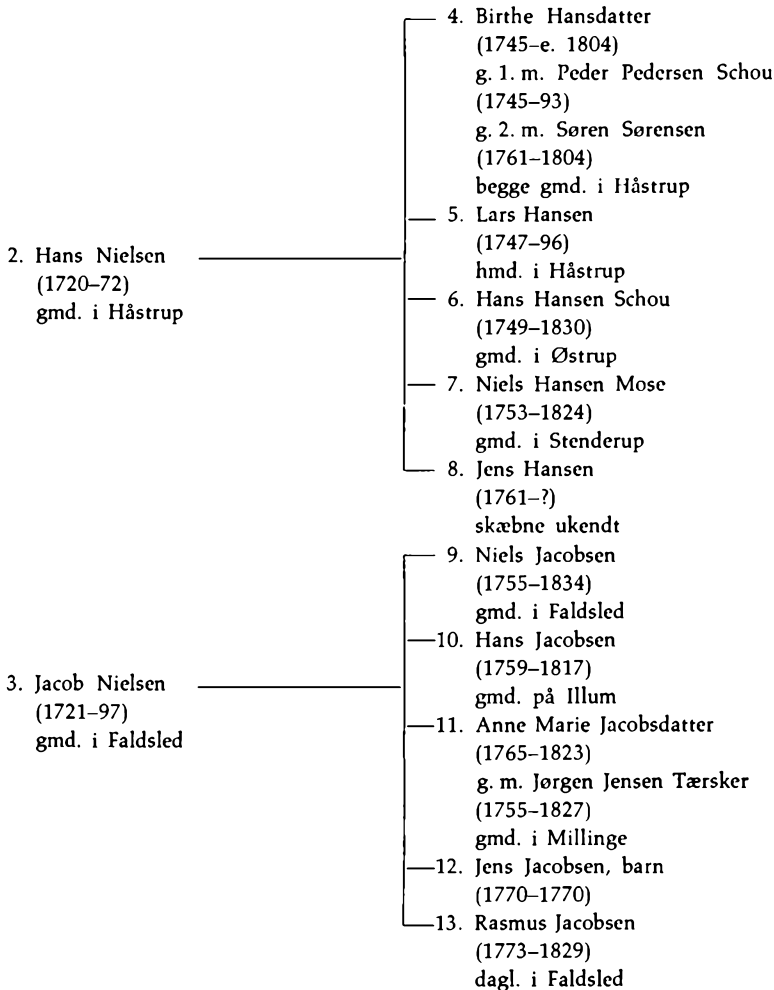 2. Hans Nielsen
(1720–72)
gmd. i Håstrup
4. Birthe Hansdatter
(1745–e. 1804)
g. 1. m. Peder Pedersen Schou
(1745–93)
g. 2. m. Søren Sørensen
(1761–1804)
begge gmd. i Håstrup
5. Lars Hansen
(1747–96)
hmd. i Håstrup
6. Hans Hansen Schou
(1749–1830)
gmd. i Østrup
7. Niels Hansen Mose
(1753–1824)
gmd. i Stenderup
8. Jens Hansen
(1761–?)
skæbne ukendt
3. Jacob Nielsen
(1721–97)
gmd. i Faldsled
9. Niels Jacobsen
(1755–1834)
gmd. i Faldsled
10. Hans Jacobsen
(1759–1817)
gmd. på Illum
11. Anne Marie Jacobsdatter
(1765–1823)
g. m. Jørgen Jensen Tærsker
(1755–1827)
gmd. i Millinge
12. Jens Jacobsen, barn
(1770–1770)
13. Rasmus Jacobsen
(1773–1829)
dagl. i Faldsled